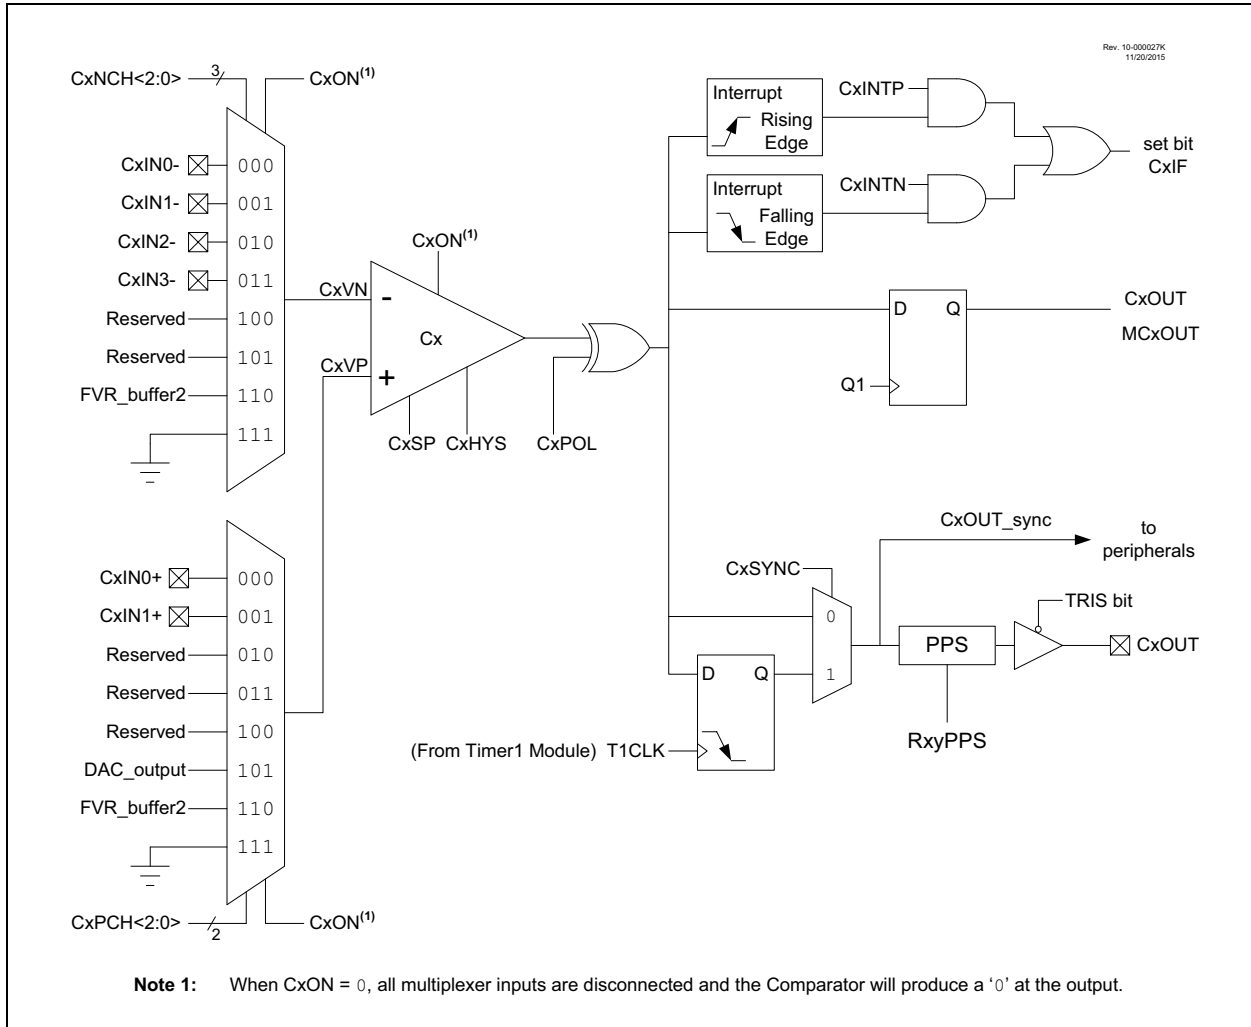 Rev. 10-000027K
11/20/2015
CxNCH<2:0>
3
CxON(1)
CxIN0-
000
CxIN1-
001
CxIN2-
010
CxIN3-
011
Reserved
100
Reserved
101
FVR_buffer2
110
111
CxVN
CxVP
CxON(1)
-
+
Cx
CxSP
CxHYS
CxPOL
Interrupt
Rising
Edge
CxINTP
Interrupt
Falling
Edge
CxINTN
set bit
CxIF
D
Q
Q1
CxOUT
MCxOUT
CxIN0+
000
CxIN1+
001
Reserved
010
Reserved
011
Reserved
100
DAC_output
101
FVR_buffer2
110
111
CxPCH<2:0>
2
CxON(1)
CxOUT_sync
to
peripherals
CxSYNC
0
1
D
Q
(From Timer1 Module) T1CLK
PPS
RxyPPS
TRIS bit
CxOUT
Note 1: When CxON = 0, all multiplexer inputs are disconnected and the Comparator will produce a ‘0’ at the output.